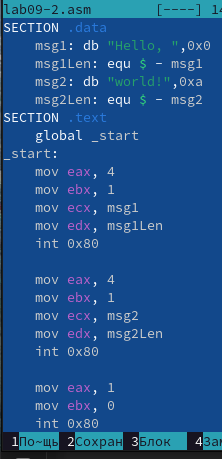 lab09-2.asm [----] 14
SECTION .data
msg1: db "Hello, ",0x0
msg1Len: equ $ - msg1
msg2: db "world!",0xa
msg2Len: equ $ - msg2
SECTION .text
global _start
_start:
mov eax, 4
mov ebx, 1
mov ecx, msg1
mov edx, msg1Len
int 0x80
mov eax, 4
mov ebx, 1
mov ecx, msg2
mov edx, msg2Len
int 0x80
mov eax, 1
mov ebx, 0
int 0x80
1По~щь 2Сохран 3Блок 4Зам